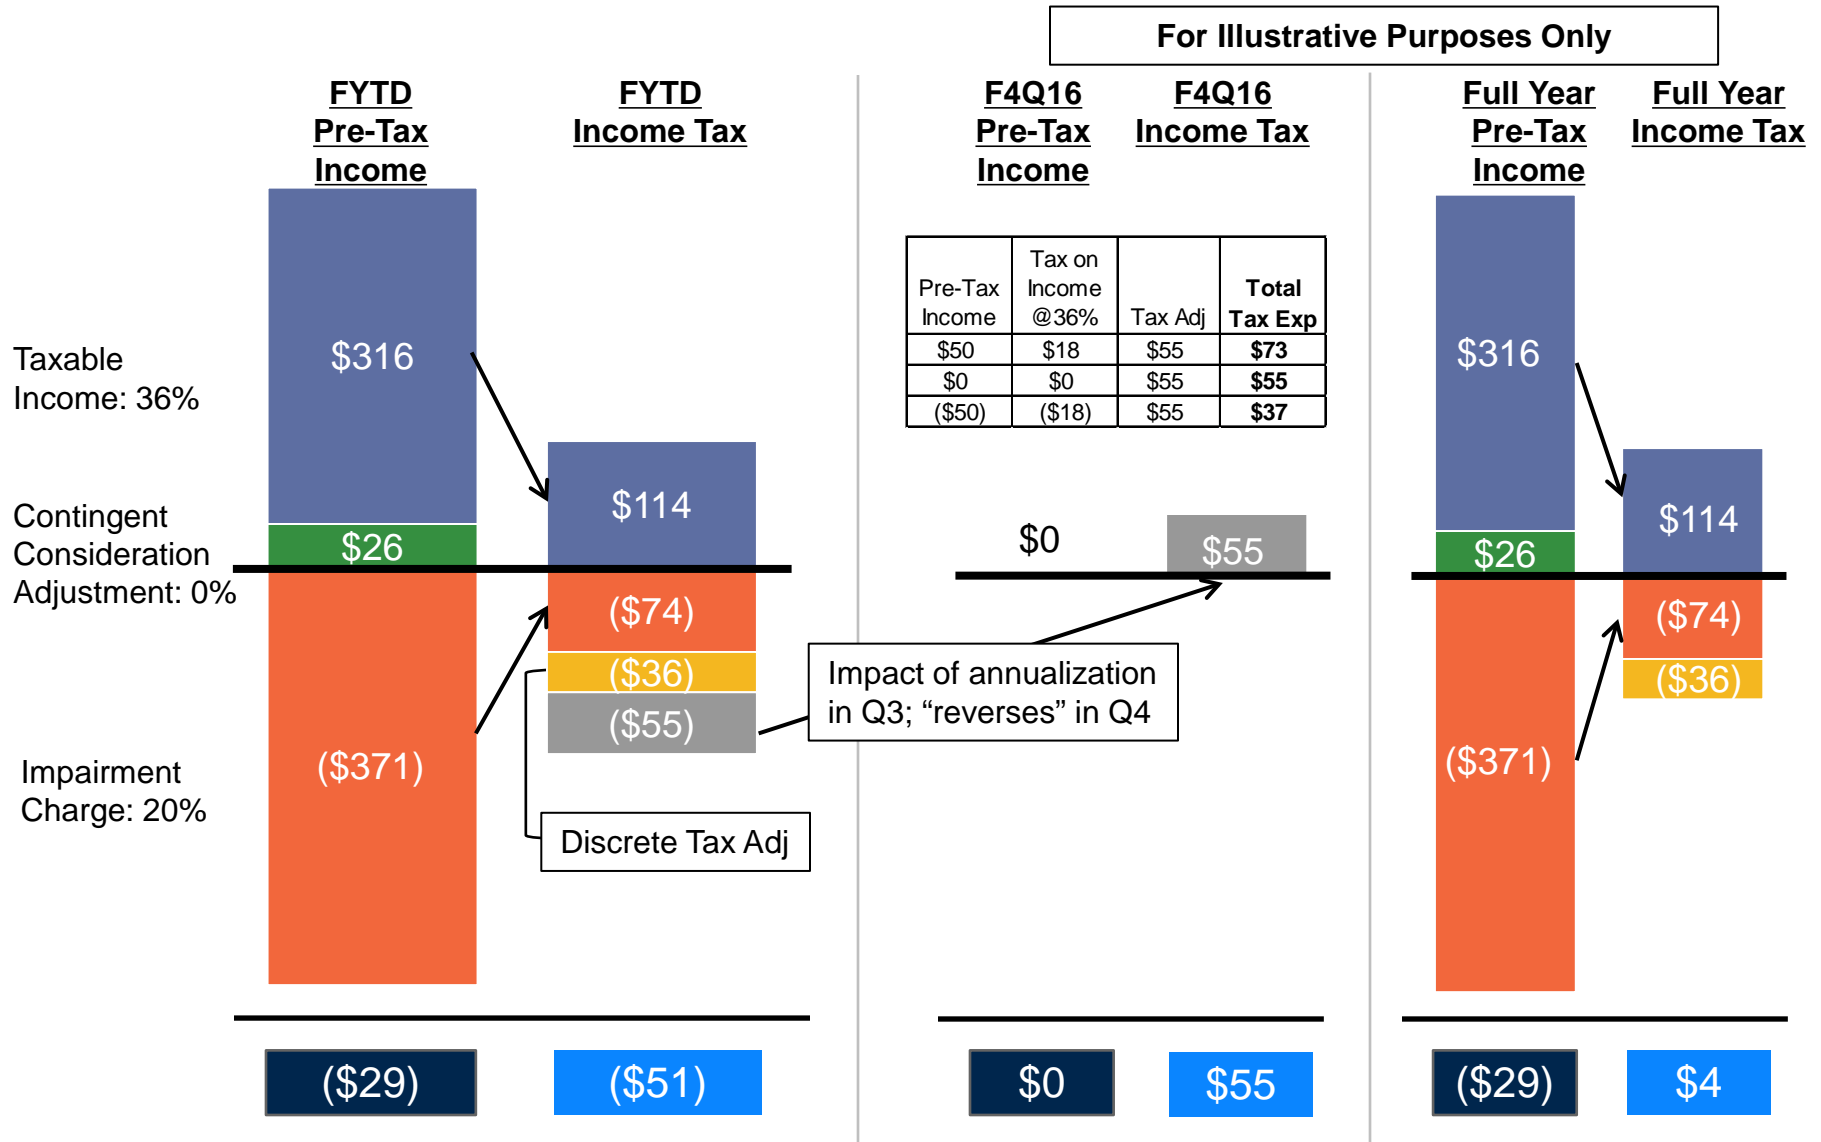 For Illustrative Purposes Only
FYTD
Pre-Tax
Income
FYTD
Income Tax
F4Q16
Pre-Tax
Income
F4Q16
Income Tax
Full Year
Pre-Tax
Income
Full Year
Income Tax
Taxable
Income: 36%
Contingent
Consideration
Adjustment: 0%
Impairment
Charge: 20%
$316
$26
($371)
$114
($74)
($36)
($55)
Discrete Tax Adj
Pre-Tax
Income
Tax on
Income
@36%
Tax Adj
Total
Tax Exp
$50 $18 $55 $73
$0 $0 $55 $55
($50) ($18) $55 $37
$0
$55
Impact of annualization
in Q3; “reverses” in Q4
$316
$26
($371)
$114
($74)
($36)
($29) ($51) $0 $55 ($29) $4